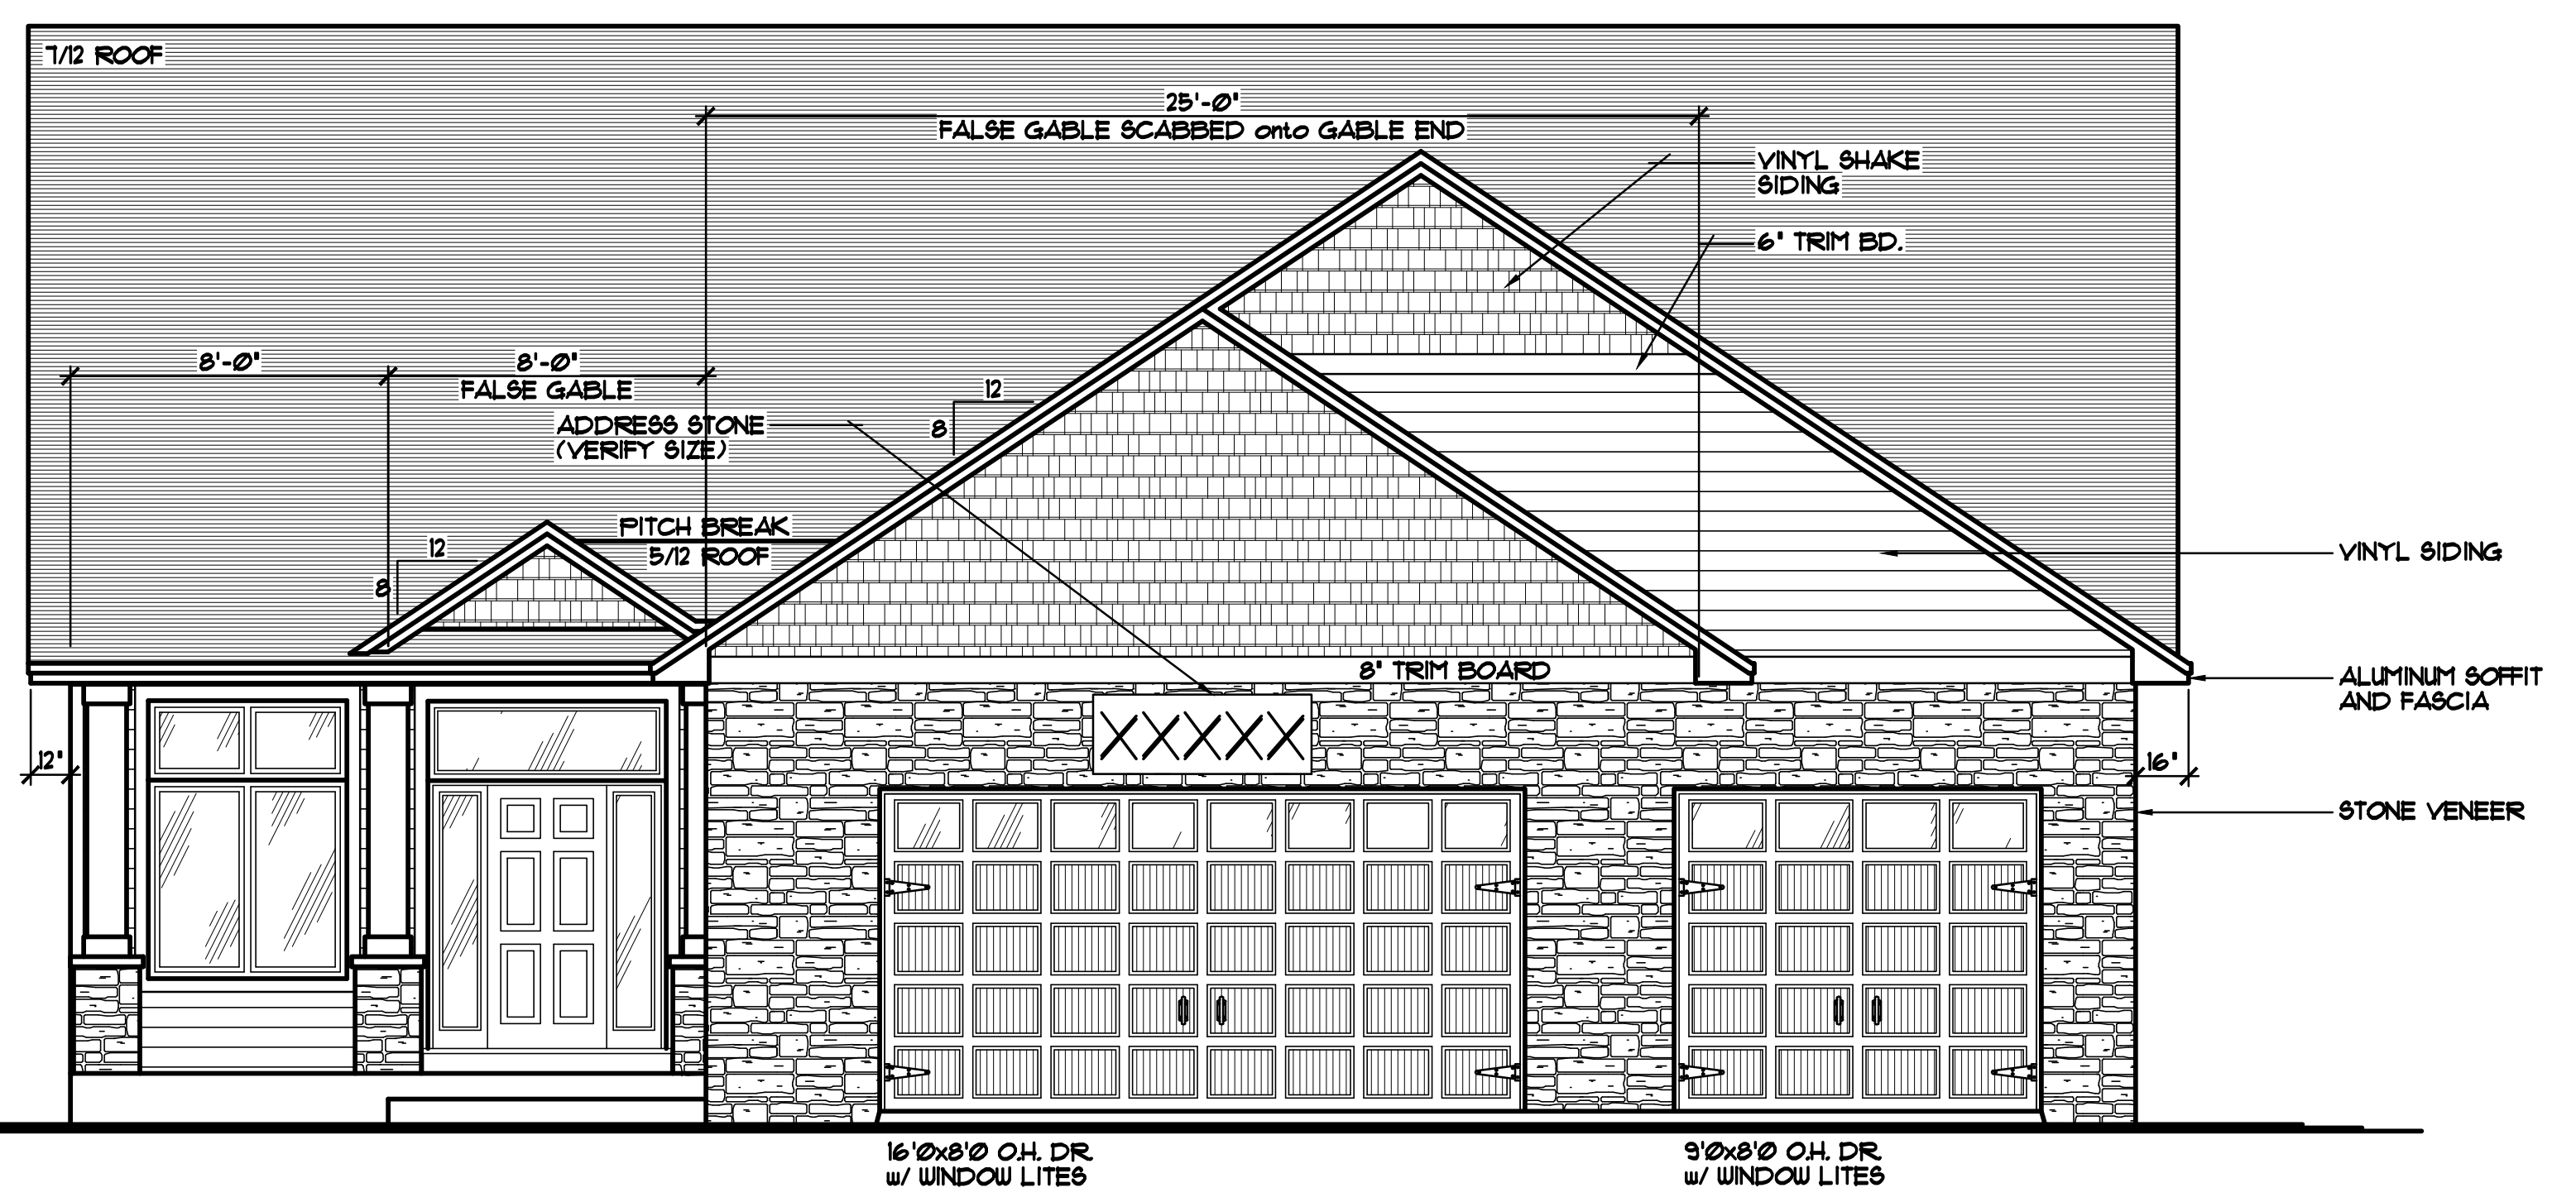 7/12 ROOF
25'-0"
FALSE GABLE SCABBED onto GABLE END
VINYL SHAKE
SIDING
6" TRIM BD.
8'-0"
8'-0"
FALSE GABLE
12
8
ADDRESS STONE
(VERIFY SIZE)
PITCH BREAK
5/12 ROOF
12
8
VINYL SIDING
8" TRIM BOARD
ALUMINUM SOFFIT
AND FASCIA
XXXXX
12"
16"
STONE VENEER
16'0x8'0 O.H. DR
w/ WINDOW LITES
9'0x8'0 O.H. DR
w/ WINDOW LITES